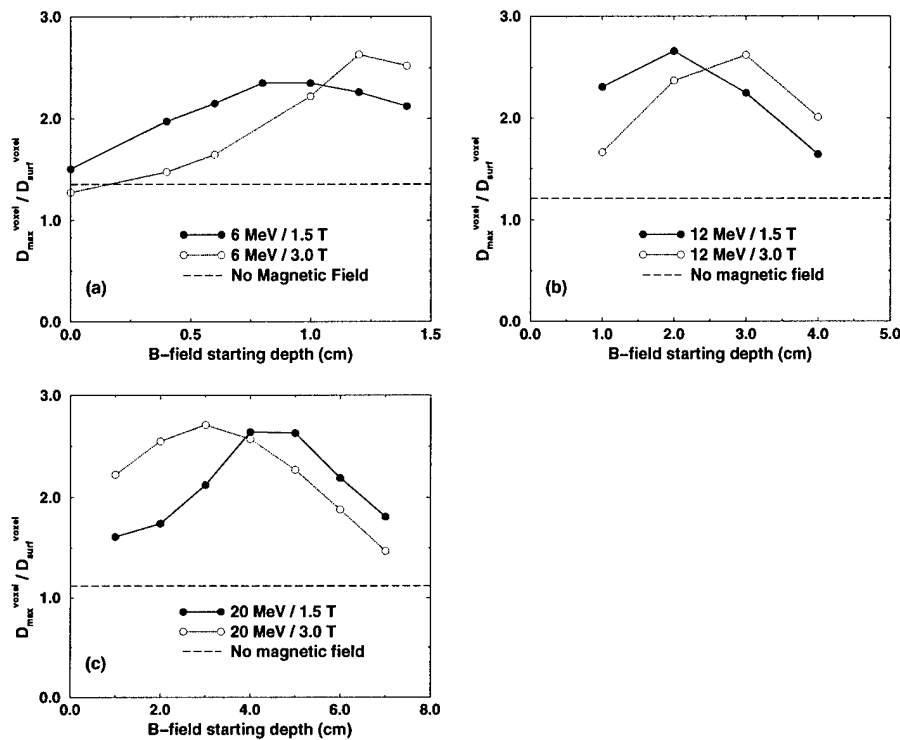 3.0
2.0
1.0
0.0
D_max^voxel / D_surf^voxel
6 MeV / 1.5 T
6 MeV / 3.0 T
No Magnetic Field
(a)
0.0 0.5 1.0 1.5
B-field starting depth (cm)
3.0
2.0
1.0
0.0
D_max^voxel / D_surf^voxel
12 MeV / 1.5 T
12 MeV / 3.0 T
No magnetic field
(b)
0.0 1.0 2.0 3.0 4.0 5.0
B-field starting depth (cm)
3.0
2.0
1.0
0.0
D_max^voxel / D_surf^voxel
20 MeV / 1.5 T
20 MeV / 3.0 T
No magnetic field
(c)
0.0 2.0 4.0 6.0 8.0
B-field starting depth (cm)